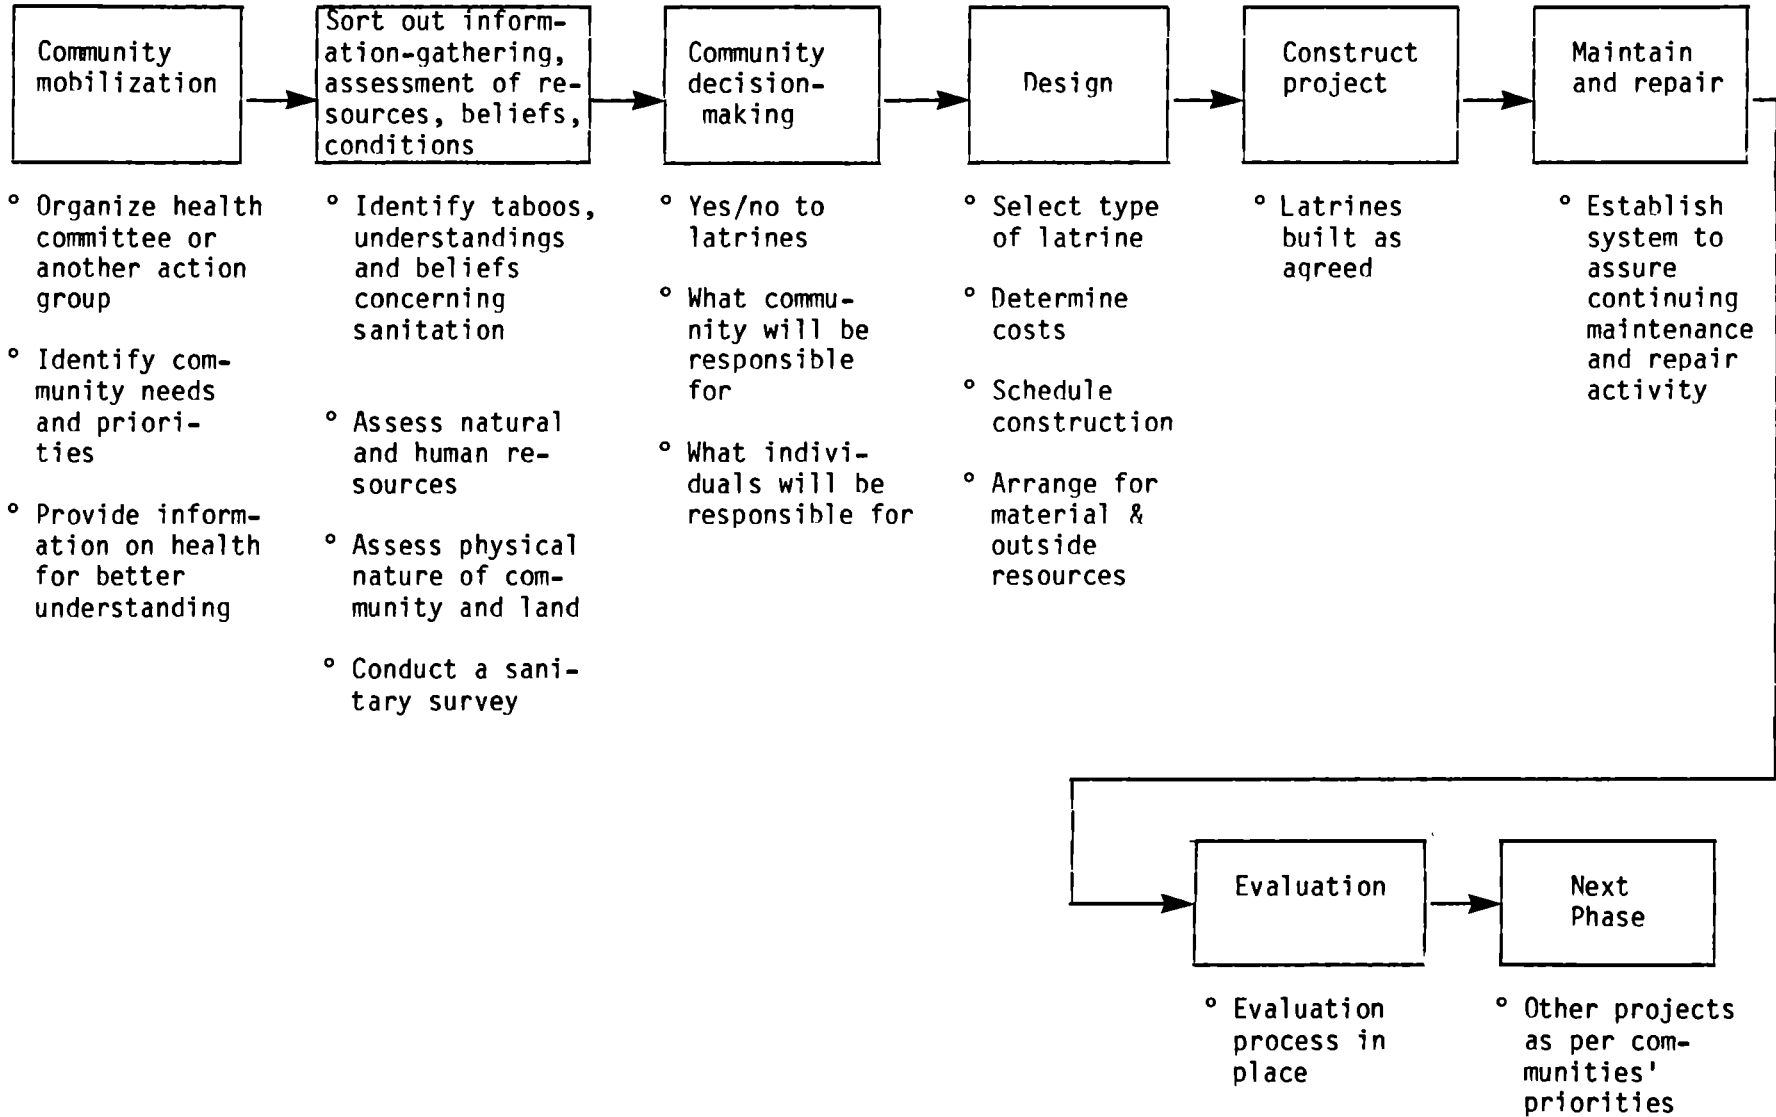 Community
mobilization
Sort out inform-
ation-gathering,
assessment of re-
sources, beliefs,
conditions
Community
decision-
making
Design
Construct
project
Maintain
and repair
° Organize health
committee or
another action
group
° Identify com-
munity needs
and priori-
ties
° Provide inform-
ation on health
for better
understanding
° Identify taboos,
understandings
and beliefs
concerning
sanitation
° Assess natural
and human re-
sources
° Assess physical
nature of com-
munity and land
° Conduct a sani-
tary survey
° Yes/no to
latrines
° What commu-
nity will be
responsible
for
° What indivi-
duals will be
responsible for
° Select type
of latrine
° Determine
costs
° Schedule
construction
° Arrange for
material &
outside
resources
° Latrines
built as
agreed
° Establish
system to
assure
continuing
maintenance
and repair
activity
Evaluation
Next
Phase
° Evaluation
process in
place
° Other projects
as per com-
munities'
priorities